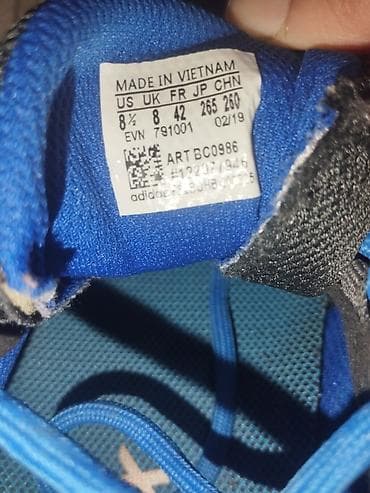 MADE IN VIETNAM
US UK FR JP CHN
8½ 8 42 265 260
EVN 791001 02/19
ART BC0986
adidas